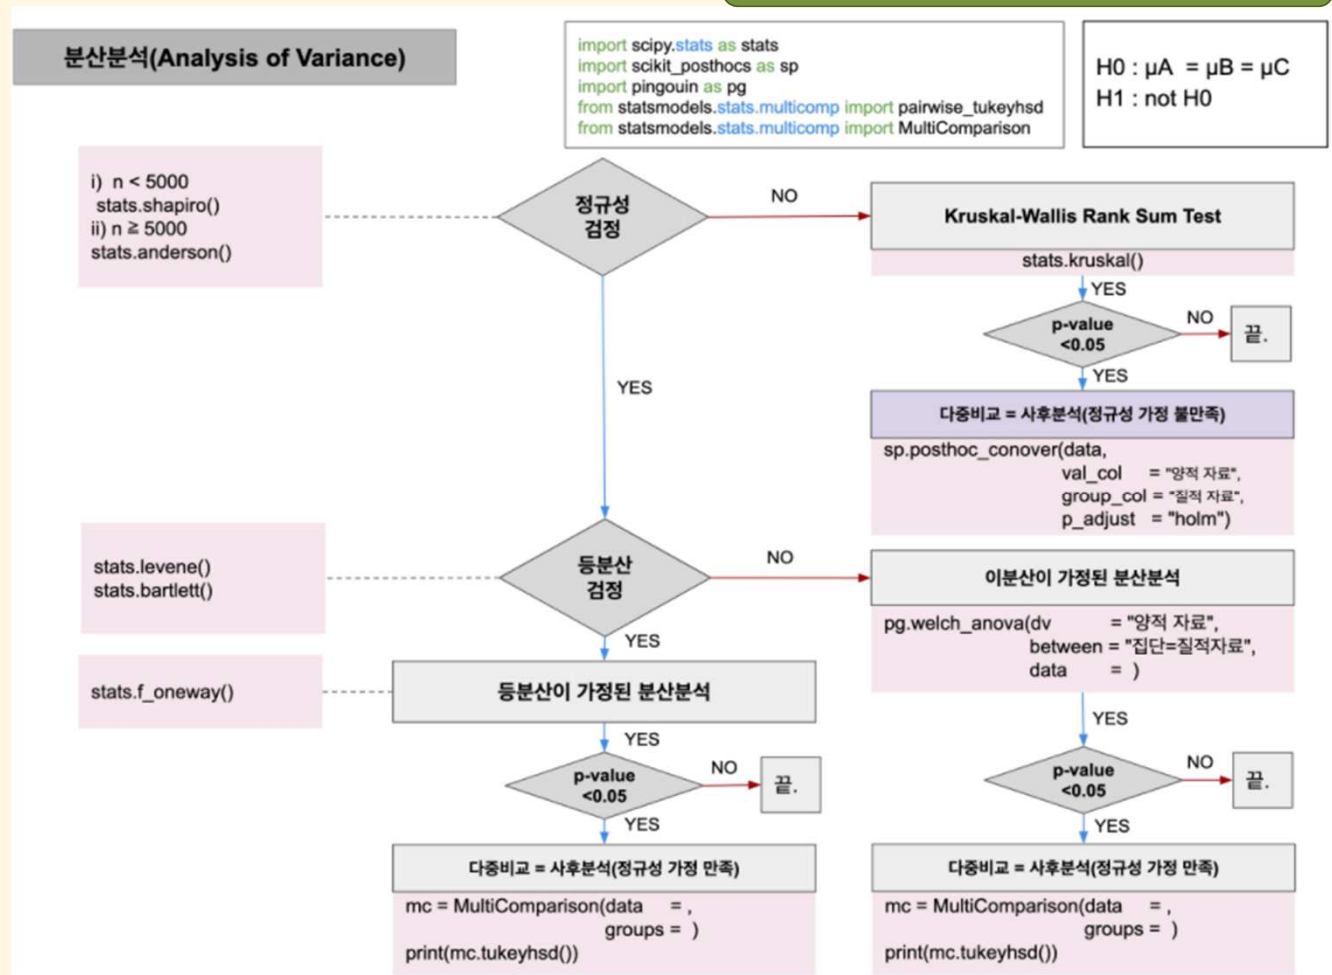 분산분석(Analysis of Variance)
import scipy.stats as stats
import scikit_posthocs as sp
import pingouin as pg
from statsmodels.stats.multicomp import pairwise_tukeyhsd
from statsmodels.stats.multicomp import MultiComparison
H0 : μA = μB = μC
H1 : not H0
i) n < 5000
stats.shapiro()
ii) n ≧ 5000
stats.anderson()
정규성
검정
NO
Kruskal-Wallis Rank Sum Test
stats.kruskal()
YES
p-value
<0.05
NO
끝.
YES
다중비교 = 사후분석(정규성 가정 불만족)
sp.posthoc_conover(data,
val_col = "양적 자료",
group_col = "질적 자료",
p_adjust = "holm")
YES
stats.levene()
stats.bartlett()
등분산
검정
NO
이분산이 가정된 분산분석
pg.welch_anova(dv = "양적 자료",
between = "집단=질적자료",
data = )
YES
p-value
<0.05
NO
끝.
YES
다중비교 = 사후분석(정규성 가정 만족)
mc = MultiComparison(data = ,
groups = )
print(mc.tukeyhsd())
YES
stats.f_oneway()
등분산이 가정된 분산분석
YES
p-value
<0.05
NO
끝.
YES
다중비교 = 사후분석(정규성 가정 만족)
mc = MultiComparison(data = ,
groups = )
print(mc.tukeyhsd())